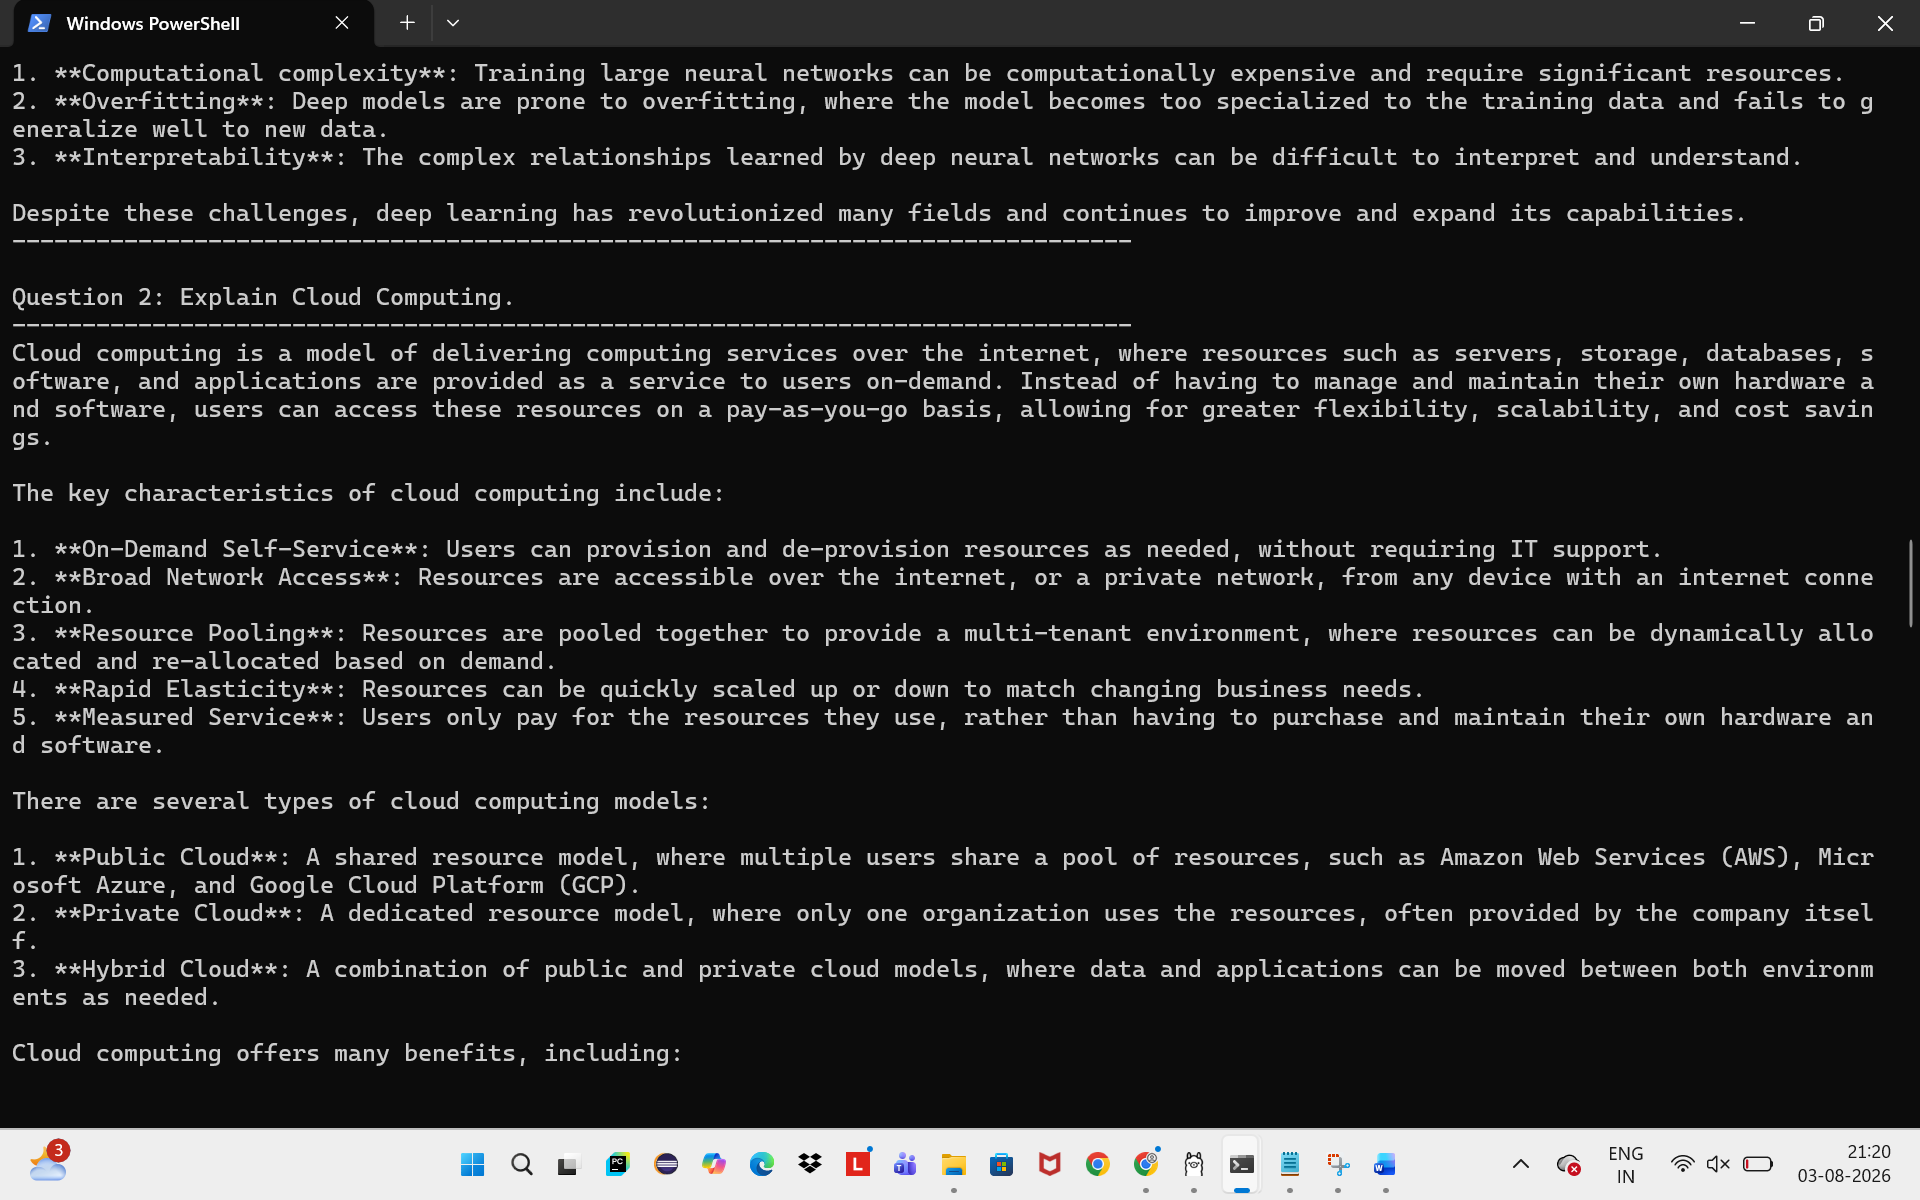 Windows PowerShell
1. **Computational complexity**: Training large neural networks can be computationally expensive and require significant resources.
2. **Overfitting**: Deep models are prone to overfitting, where the model becomes too specialized to the training data and fails to g
eneralize well to new data.
3. **Interpretability**: The complex relationships learned by deep neural networks can be difficult to interpret and understand.
Despite these challenges, deep learning has revolutionized many fields and continues to improve and expand its capabilities.
--------------------------------------------------------------------------------
Question 2: Explain Cloud Computing.
--------------------------------------------------------------------------------
Cloud computing is a model of delivering computing services over the internet, where resources such as servers, storage, databases, s
oftware, and applications are provided as a service to users on-demand. Instead of having to manage and maintain their own hardware a
nd software, users can access these resources on a pay-as-you-go basis, allowing for greater flexibility, scalability, and cost savin
gs.
The key characteristics of cloud computing include:
1. **On-Demand Self-Service**: Users can provision and de-provision resources as needed, without requiring IT support.
2. **Broad Network Access**: Resources are accessible over the internet, or a private network, from any device with an internet conne
ction.
3. **Resource Pooling**: Resources are pooled together to provide a multi-tenant environment, where resources can be dynamically allo
cated and re-allocated based on demand.
4. **Rapid Elasticity**: Resources can be quickly scaled up or down to match changing business needs.
5. **Measured Service**: Users only pay for the resources they use, rather than having to purchase and maintain their own hardware an
d software.
There are several types of cloud computing models:
1. **Public Cloud**: A shared resource model, where multiple users share a pool of resources, such as Amazon Web Services (AWS), Micr
osoft Azure, and Google Cloud Platform (GCP).
2. **Private Cloud**: A dedicated resource model, where only one organization uses the resources, often provided by the company itsel
f.
3. **Hybrid Cloud**: A combination of public and private cloud models, where data and applications can be moved between both environm
ents as needed.
Cloud computing offers many benefits, including:
3
PC
L
T
W
ENG
IN
21:20
03-08-2026